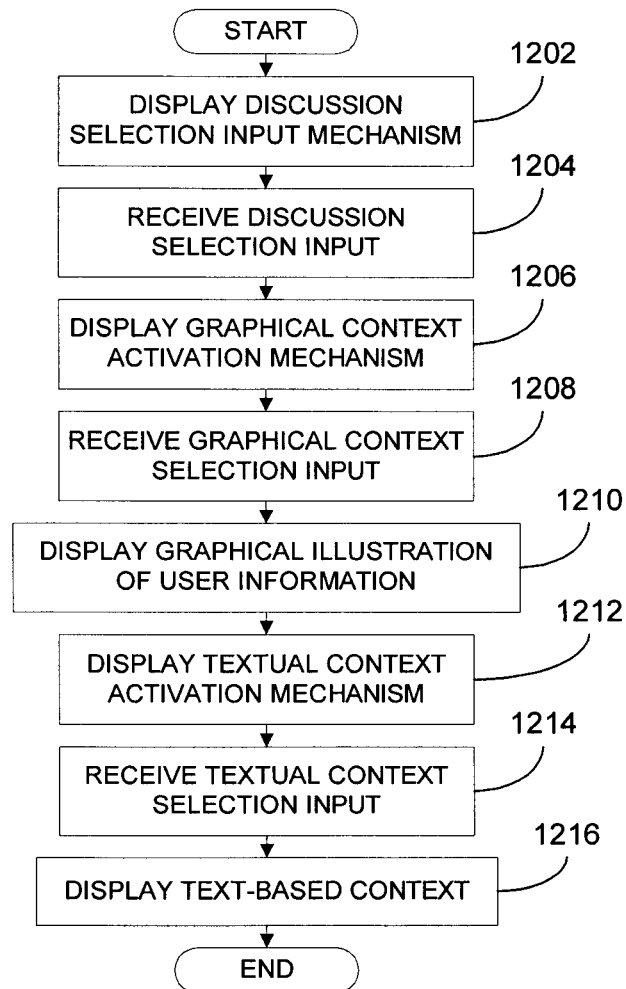 START
1202
DISPLAY DISCUSSION
SELECTION INPUT MECHANISM
1204
RECEIVE DISCUSSION
SELECTION INPUT
1206
DISPLAY GRAPHICAL CONTEXT
ACTIVATION MECHANISM
1208
RECEIVE GRAPHICAL CONTEXT
SELECTION INPUT
1210
DISPLAY GRAPHICAL ILLUSTRATION
OF USER INFORMATION
1212
DISPLAY TEXTUAL CONTEXT
ACTIVATION MECHANISM
1214
RECEIVE TEXTUAL CONTEXT
SELECTION INPUT
1216
DISPLAY TEXT-BASED CONTEXT
END